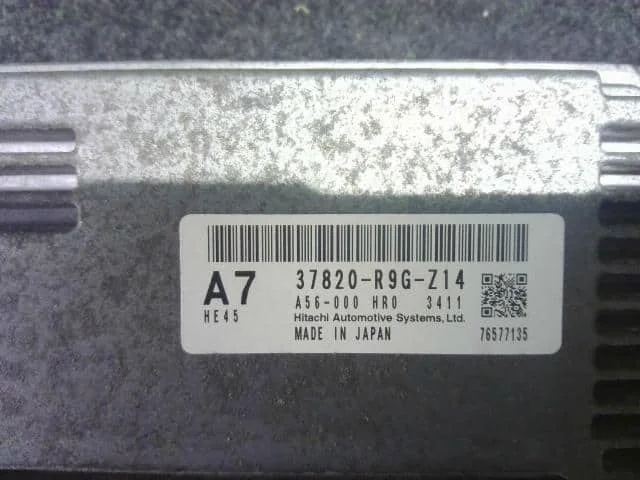 A7 37820-R9G-Z14
HE45 A56-000 HR0 3411
Hitachi Automotive Systems, Ltd.
MADE IN JAPAN 76577135